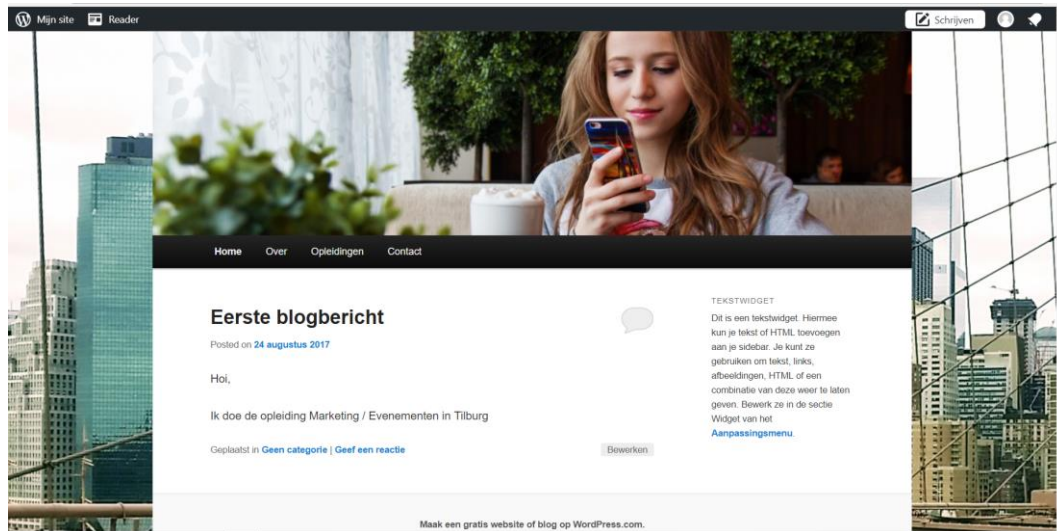 Mijn site Reader Schrijven
Home Over Opleidingen Contact
Eerste blogbericht
Posted on 24 augustus 2017
Hoi,
Ik doe de opleiding Marketing / Evenementen in Tilburg
Geplaatst in Geen categorie | Geef een reactie Bewerken
TEKSTWIDGET
Dit is een tekstwidget. Hiermee
kun je tekst of HTML toevoegen
aan je sidebar. Je kunt ze
gebruiken om tekst, links,
afbeeldingen, HTML of een
combinatie van deze weer te laten
geven. Bewerk ze in de sectie
Widget van het
Aanpassingsmenu.
Maak een gratis website of blog op WordPress.com.